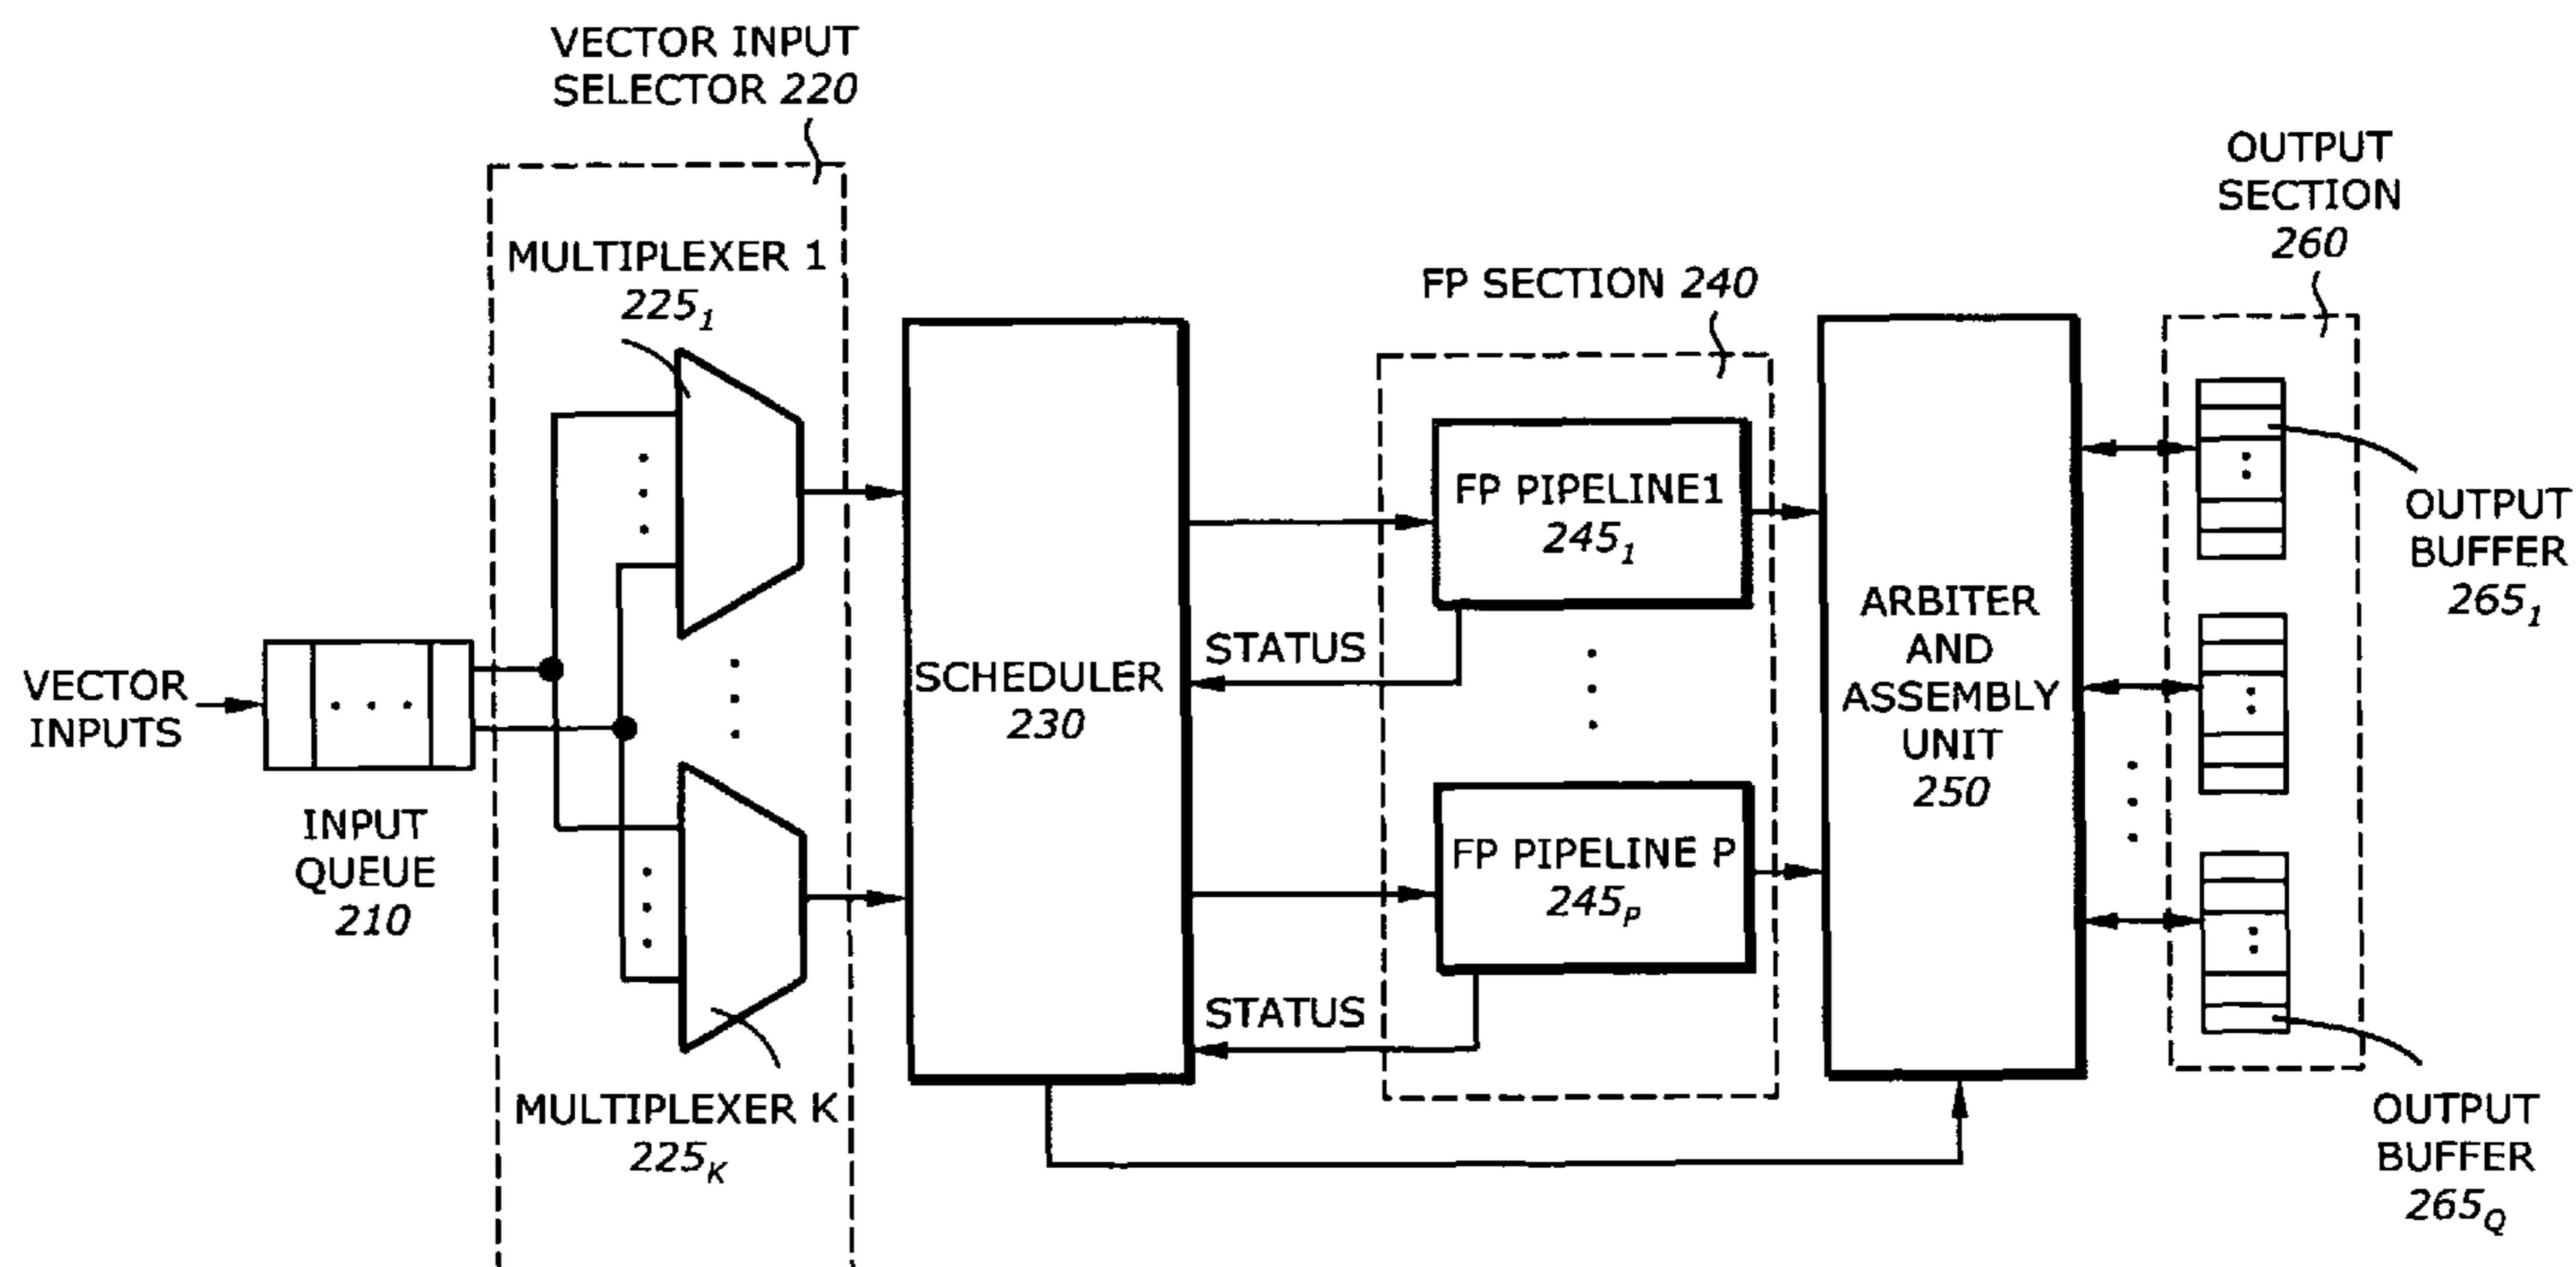 VECTOR INPUT
SELECTOR 220
MULTIPLEXER 1
225₁
VECTOR
INPUTS
INPUT
QUEUE
210
MULTIPLEXER K
225ₖ
SCHEDULER
230
STATUS
STATUS
FP SECTION 240
FP PIPELINE1
245₁
FP PIPELINE P
245ₚ
ARBITER
AND
ASSEMBLY
UNIT
250
OUTPUT
SECTION
260
OUTPUT
BUFFER
265₁
OUTPUT
BUFFER
265Q